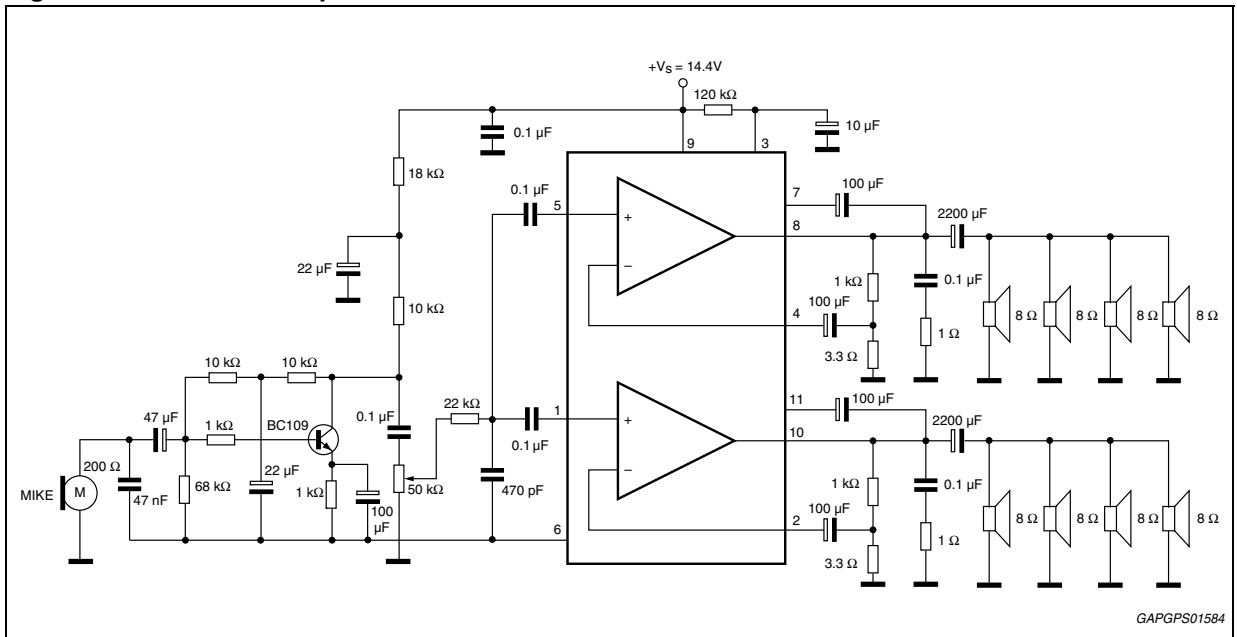 +VS = 14.4V
120 kΩ
0.1 µF
10 µF
9
3
18 kΩ
0.1 µF
5
+
−
7
100 µF
8
2200 µF
22 µF
10 kΩ
1 kΩ
0.1 µF
100 µF
4
3.3 Ω
1 Ω
8 Ω
8 Ω
8 Ω
8 Ω
10 kΩ
10 kΩ
22 kΩ
1
+
−
11
100 µF
10
2200 µF
47 µF
1 kΩ
BC109
0.1 µF
0.1 µF
MIKE
M
200 Ω
47 nF
68 kΩ
22 µF
1 kΩ
100
µF
50 kΩ
470 pF
6
1 kΩ
0.1 µF
100 µF
2
3.3 Ω
1 Ω
8 Ω
8 Ω
8 Ω
8 Ω
GAPGPS01584